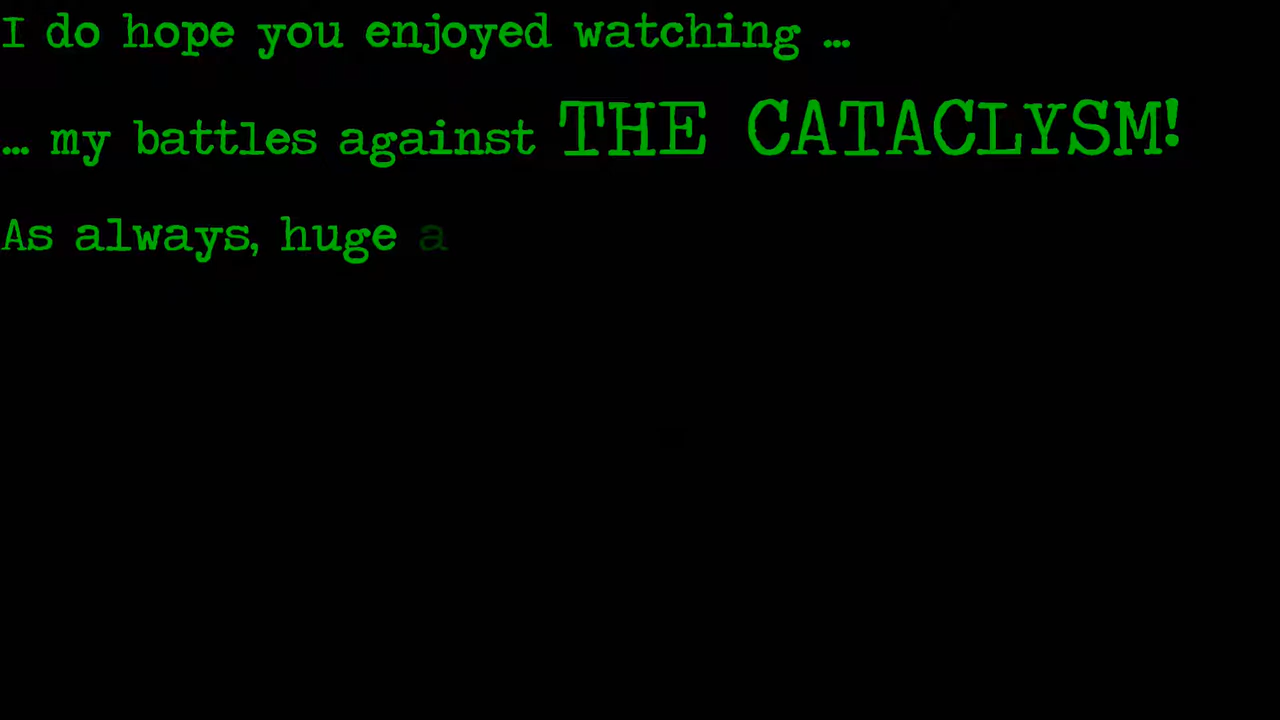 I do hope you enjoyed watching …
… my battles against THE CATACLYSM!
As always, huge a